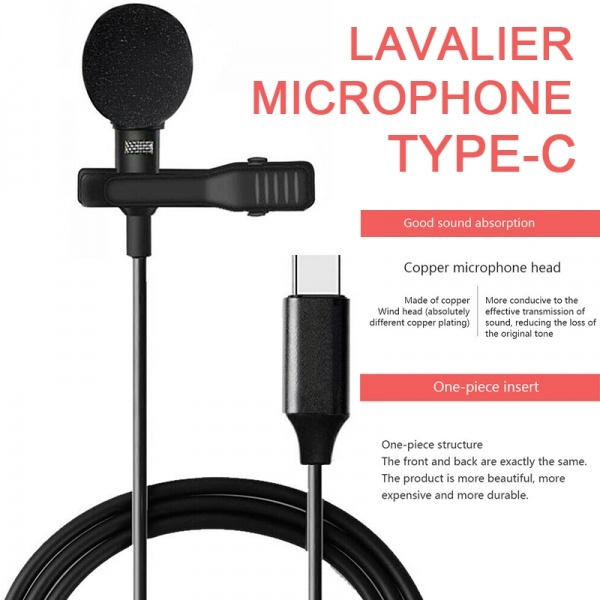 LAVALIER
MICROPHONE
TYPE-C
Good sound absorption
Copper microphone head
Made of copper
Wind head (absolutely
different copper plating)
More conducive to the
effective transmission of
sound, reducing the loss of
the original tone
One-piece insert
One-piece structure
The front and back are exactly the same.
The product is more beautiful, more
expensive and more durable.